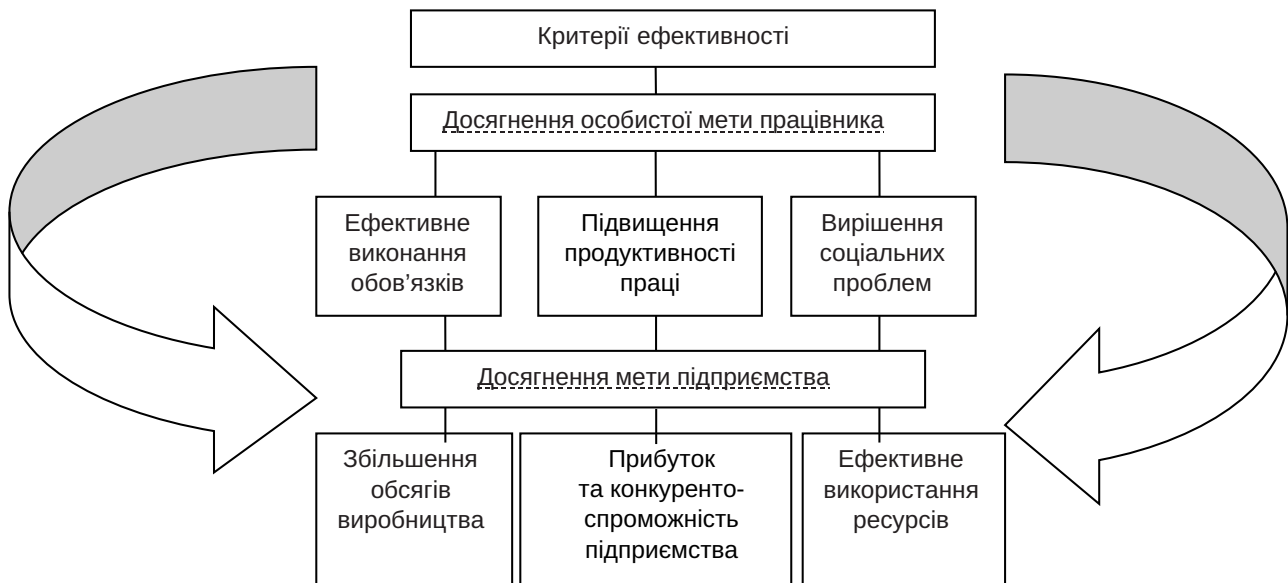 Критерії ефективності
Досягнення особистої мети працівника
Ефективне
виконання
обов’язків
Підвищення
продуктивності
праці
Вирішення
соціальних
проблем
Досягнення мети підприємства
Збільшення
обсягів
виробництва
Прибуток
та конкуренто-
спроможність
підприємства
Ефективне
використання
ресурсів